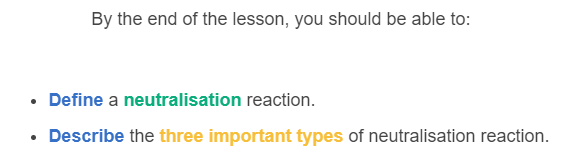 By the end of the lesson, you should be able to:
• Define a neutralisation reaction.
• Describe the three important types of neutralisation reaction.